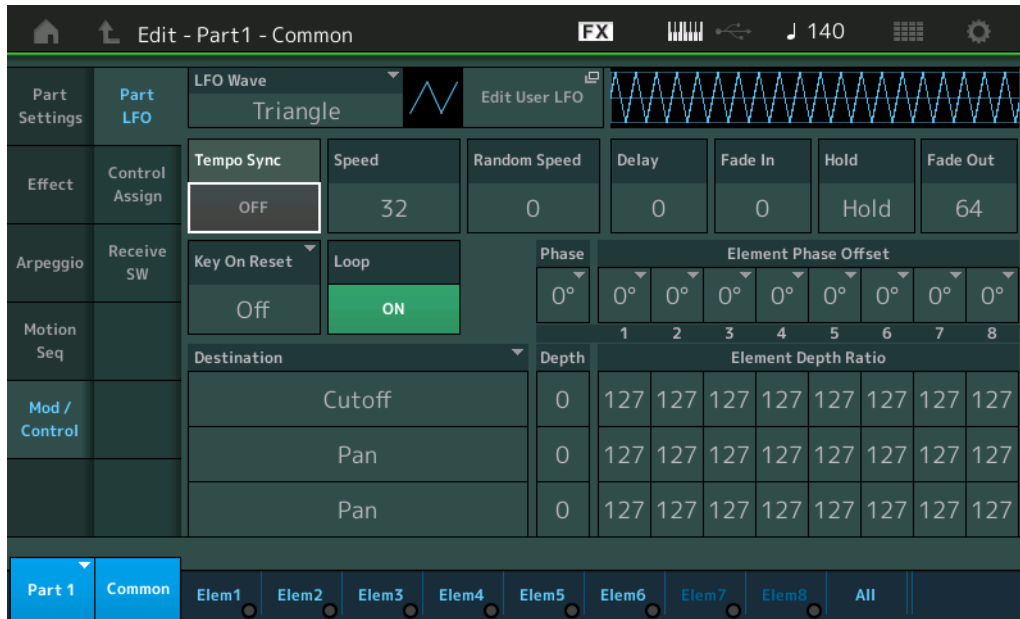 Edit - Part1 - Common FX 140
Part Settings
Effect
Arpeggio
Motion Seq
Mod / Control
Part LFO
Control Assign
Receive SW
LFO Wave
Triangle
Edit User LFO
Tempo Sync Speed Random Speed Delay Fade In Hold Fade Out
OFF 32 0 0 0 Hold 64
Key On Reset Loop
Off ON
Phase Element Phase Offset
0° 0° 0° 0° 0° 0° 0° 0° 0°
1 2 3 4 5 6 7 8
Destination Depth Element Depth Ratio
Cutoff 0 127 127 127 127 127 127 127 127
Pan 0 127 127 127 127 127 127 127 127
Pan 0 127 127 127 127 127 127 127 127
Part 1 Common Elem1 Elem2 Elem3 Elem4 Elem5 Elem6 Elem7 Elem8 All